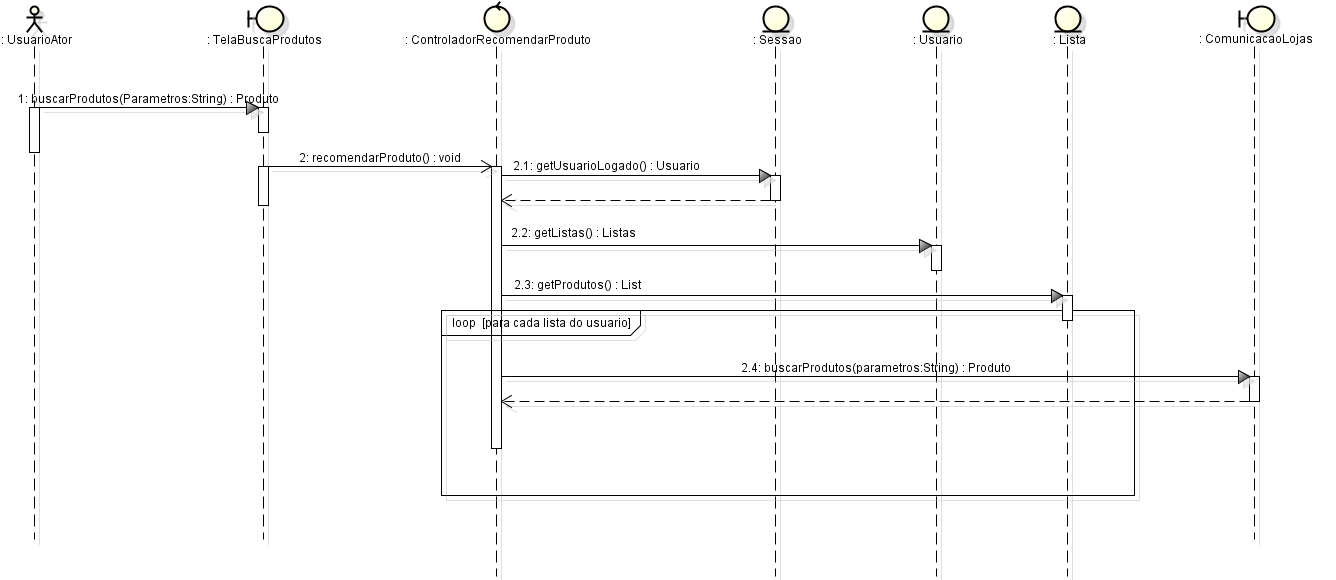 : UsuarioAtor
: TelaBuscaProdutos
: ControladorRecomendarProduto
: Sessao
: Usuario
: Lista
: ComunicacaoLojas
1: buscarProdutos(Parametros:String) : Produto
2: recomendarProduto() : void
2.1: getUsuarioLogado() : Usuario
2.2: getListas() : Listas
2.3: getProdutos() : List
loop [para cada lista do usuario]
2.4: buscarProdutos(parametros:String) : Produto